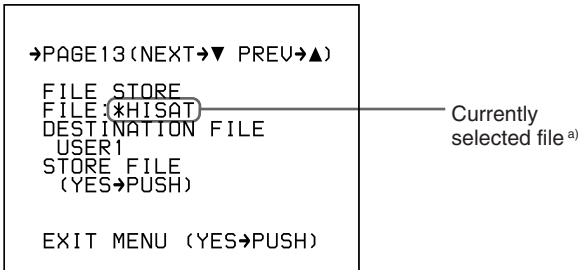 →PAGE13(NEXT→▼ PREV→▲)
FILE STORE
FILE:*HISAT
DESTINATION FILE
USER1
STORE FILE
(YES→PUSH)
EXIT MENU (YES→PUSH)
Currently
selected file a)